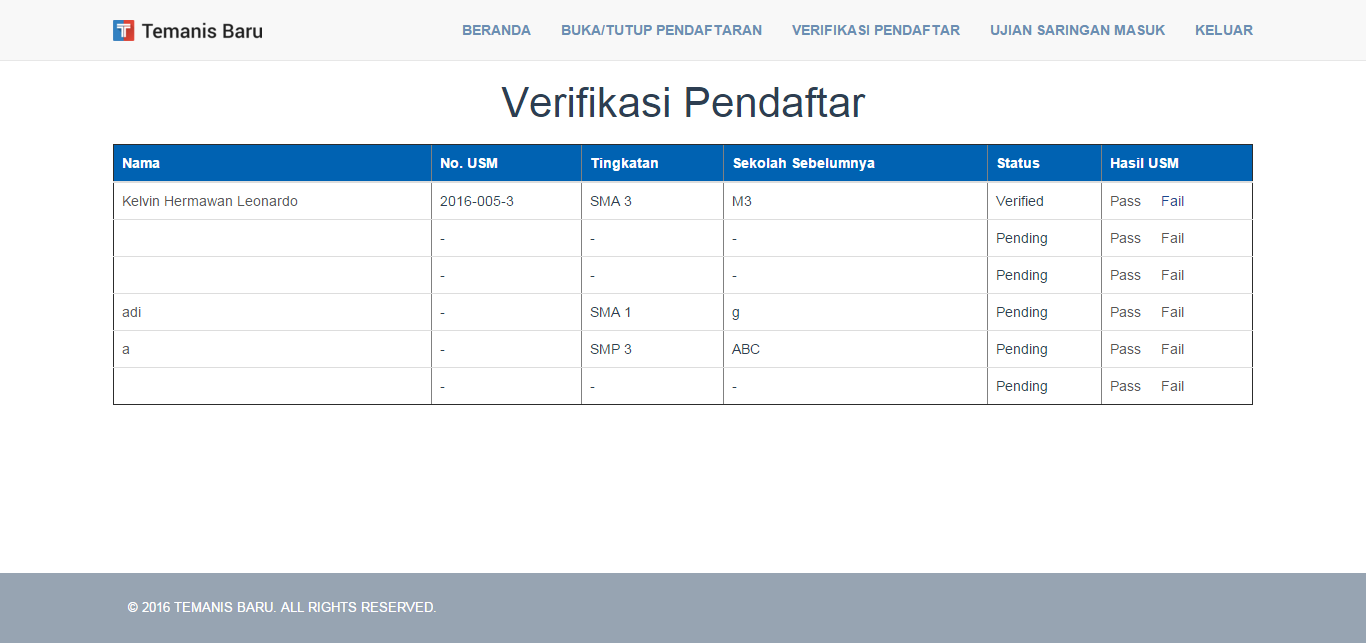 Temanis Baru BERANDA BUKA/TUTUP PENDAFTARAN VERIFIKASI PENDAFTAR UJIAN SARINGAN MASUK KELUAR
Verifikasi Pendaftar
Nama No. USM Tingkatan Sekolah Sebelumnya Status Hasil USM
Kelvin Hermawan Leonardo 2016-005-3 SMA 3 M3 Verified Pass Fail
- - - Pending Pass Fail
- - - Pending Pass Fail
adi - SMA 1 g Pending Pass Fail
a - SMP 3 ABC Pending Pass Fail
- - - Pending Pass Fail
© 2016 TEMANIS BARU. ALL RIGHTS RESERVED.